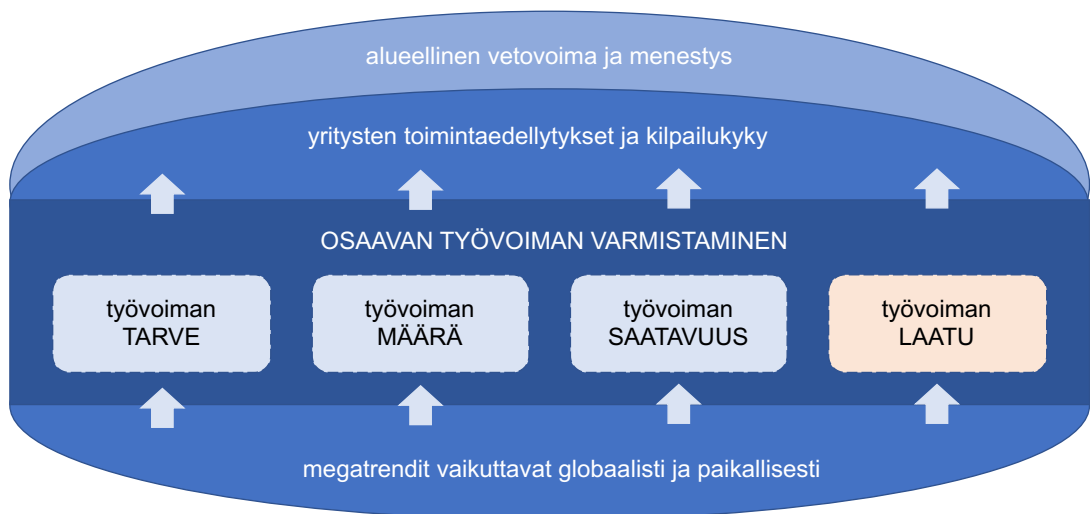 alueellinen vetovoima ja menestys
yritysten toimintaedellytykset ja kilpailukyky
OSAAVAN TYÖVOIMAN VARMISTAMINEN
työvoiman
TARVE
työvoiman
MÄÄRÄ
työvoiman
SAATAVUUS
työvoiman
LAATU
megatrendit vaikuttavat globaalisti ja paikallisesti